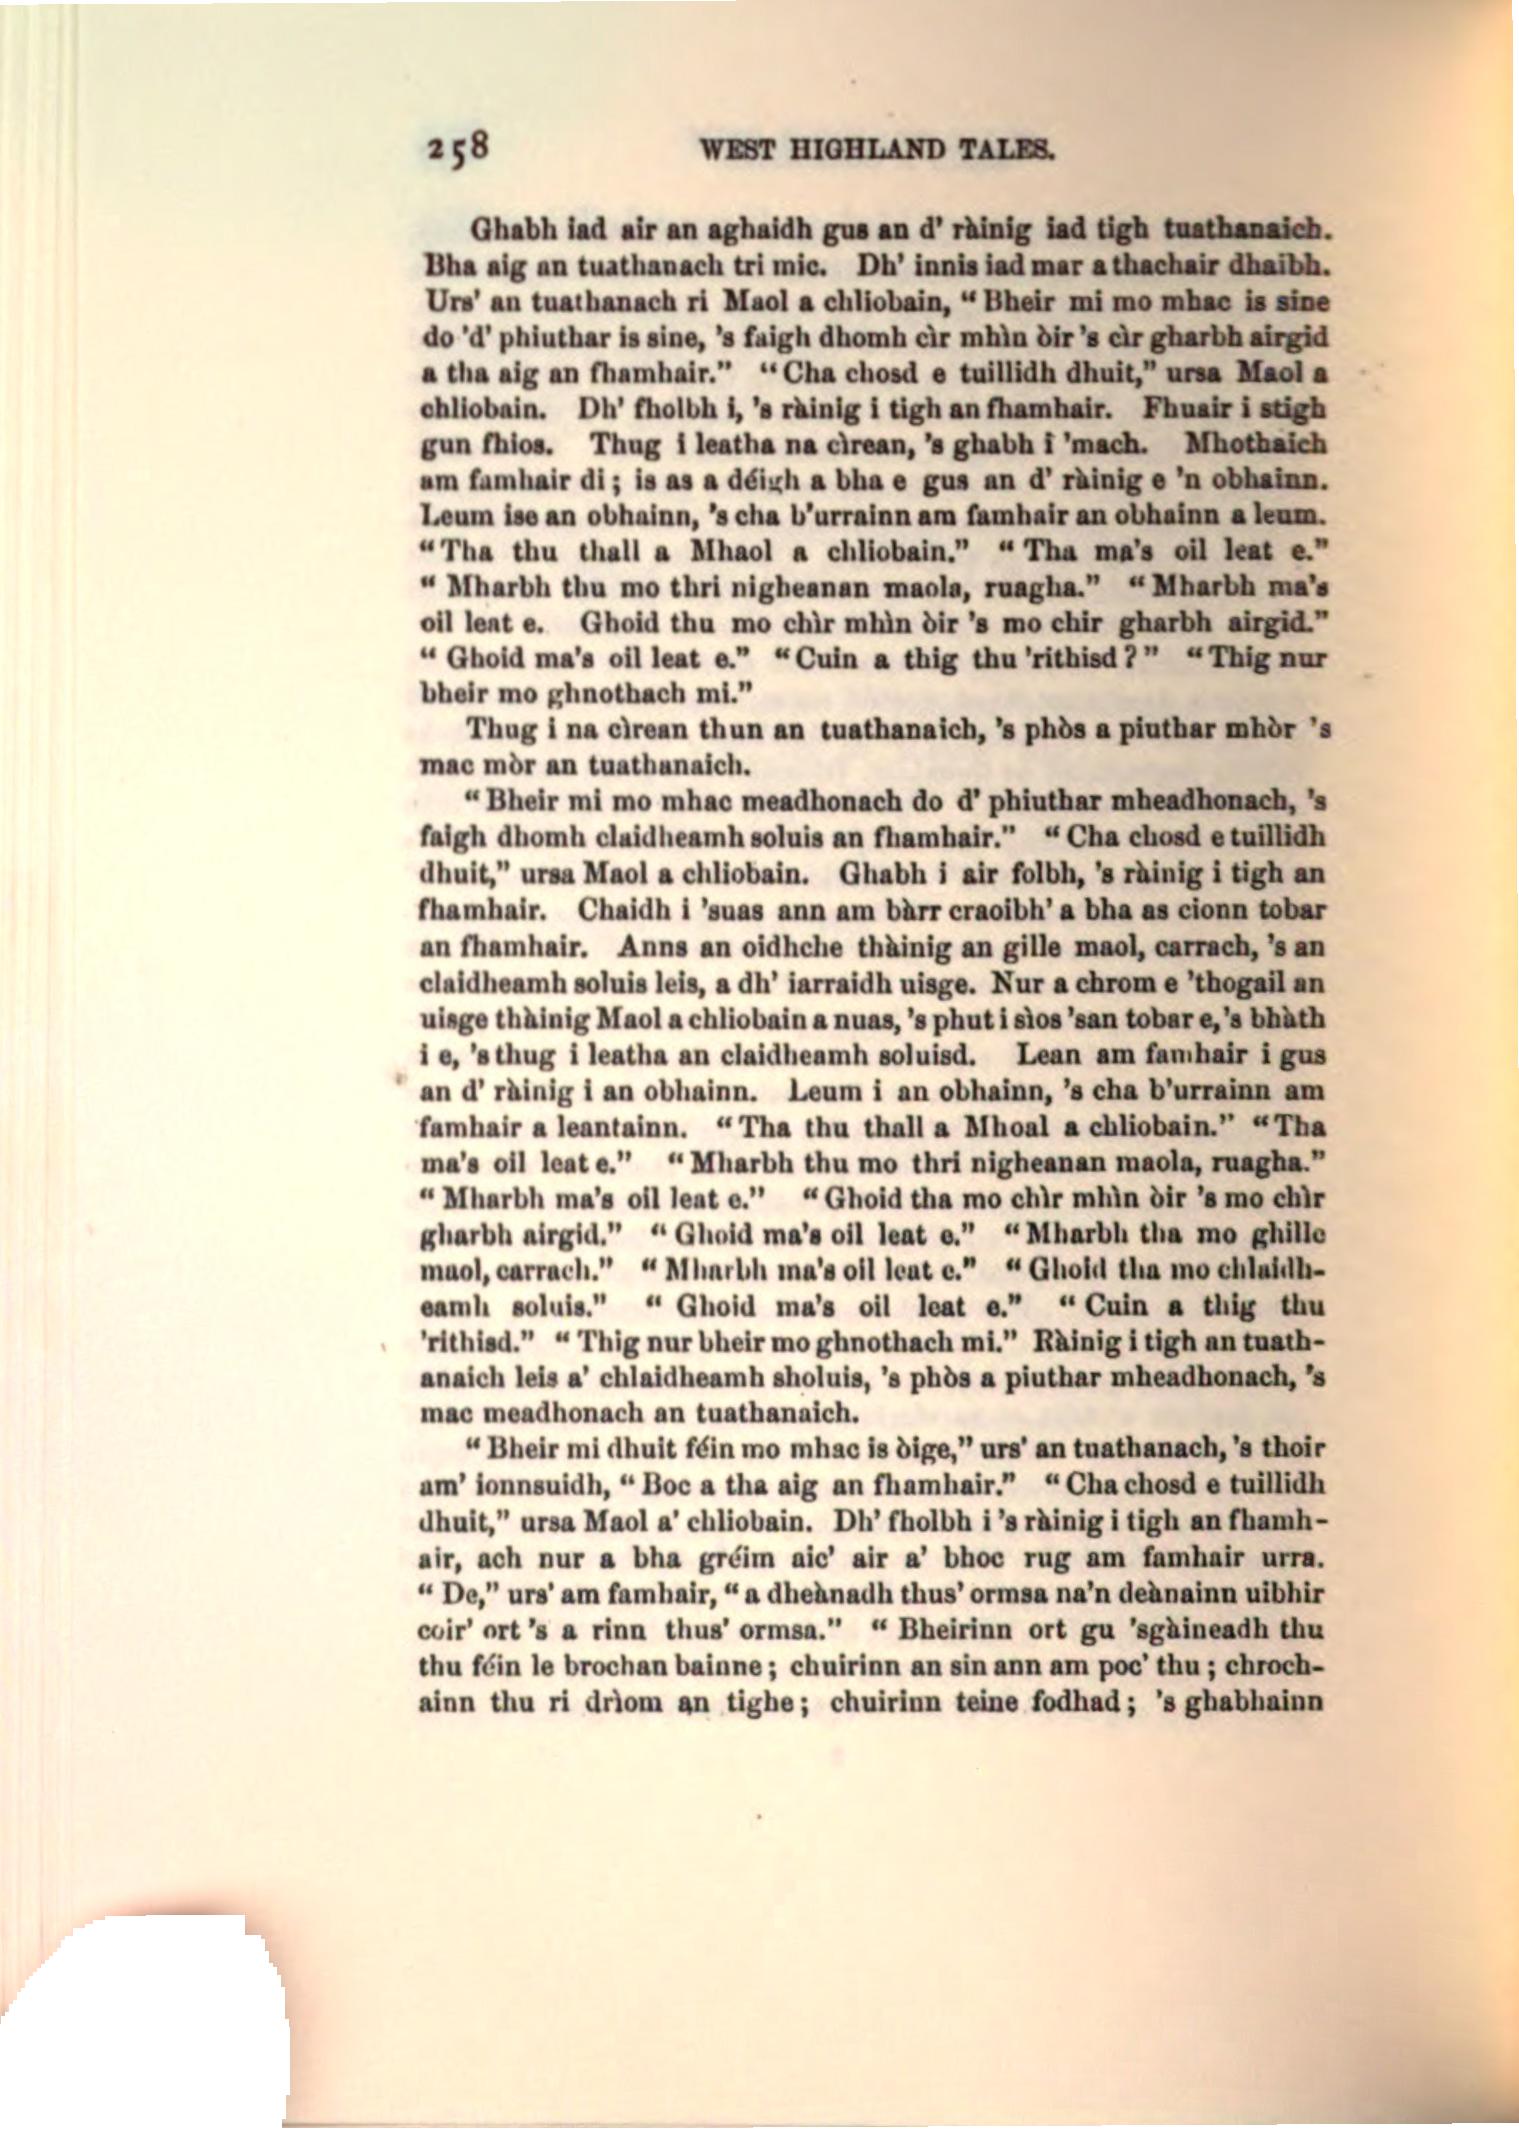 258 WEST HIGHLAND TALES.
Ghabh iad air an aghaidh gus an d' ràinig iad tigh tuathanaich.
Bha aig an tuathanach tri mic. Dh' innis iad mar a thachair dhaibh.
Urs' an tuathanach ri Maol a chliobain, “Bheir mi mo mhac is sine
do 'd' phiuthar is sine, 's faigh dhomh cìr mhìn òir 's cìr gharbh airgid
a tha aig an fhamhair.” “Cha chosd e tuillidh dhuit,” ursa Maol a
chliobain. Dh' fholbh i, 's ràinig i tigh an fhamhair. Fhuair i stigh
gun fhios. Thug i leatha na cìrean, 's ghabh i 'mach. Mhothaich
am famhair di; is as a déigh a bha e gus an d' ràinig e 'n obhainn.
Leum ise an obhainn, 's cha b'urrainn am famhair an obhainn a leum.
“Tha thu thall a Mhaol a chliobain.” “Tha ma's oil leat e.”
“Mharbh thu mo thri nigheanan maola, ruagha.” “Mharbh ma's
oil leat e. Ghoid thu mo chìr mhìn òir 's mo chir gharbh airgid.”
“Ghoid ma's oil leat e.” “Cuin a thig thu 'rithisd?” “Thig nur
bheir mo ghnothach mi.”
Thug i na cìrean thun an tuathanaich, 's phòs a piuthar mhòr 's
mac mòr an tuathanaich.
“Bheir mi mo mhac meadhonach do d' phiuthar mheadhonach, 's
faigh dhomh claidheamh soluis an fhamhair.” “Cha chosd e tuillidh
dhuit,” ursa Maol a chliobain. Ghabh i air folbh, 's ràinig i tigh an
fhamhair. Chaidh i 'suas ann am bàrr craoibh' a bha as cionn tobar
an fhamhair. Anns an oidhche thàinig an gille maol, carrach, 's an
claidheamh soluis leis, a dh' iarraidh uisge. Nur a chrom e 'thogail an
uisge thàinig Maol a chliobain a nuas, 's phut i sìos 'san tobar e, 's bhàth
i e, 's thug i leatha an claidheamh soluisd. Lean am famhair i gus
an d' ràinig i an obhainn. Leum i an obhainn, 's cha b'urrainn am
famhair a leantainn. “Tha thu thall a Mhoal a chliobain.” “Tha
ma's oil leat e.” “Mharbh thu mo thri nigheanan maola, ruagha.”
“Mharbh ma's oil leat e.” “Ghoid tha mo chìr mhìn òir 's mo chìr
gharbh airgid.” “Ghoid ma's oil leat e.” “Mharbh tha mo ghille
maol, carrach.” “Mharbh ma's oil leat e.” “Ghoid tha mo chlaidh-
eamh soluis.” “Ghoid ma's oil leat e.” “Cuin a thig thu
'rithisd.” “Thig nur bheir mo ghnothach mi.” Ràinig i tigh an tuath-
anaich leis a' chlaidheamh sholuis, 's phòs a piuthar mheadhonach, 's
mac meadhonach an tuathanaich.
“Bheir mi dhuit féin mo mhac is òige,” urs' an tuathanach, 's thoir
am' ionnsuidh, “Boc a tha aig an fhamhair.” “Cha chosd e tuillidh
dhuit,” ursa Maol a' chliobain. Dh' fholbh i 's ràinig i tigh an fhamh-
air, ach nur a bha gréim aic' air a' bhoc rug am famhair urra.
“De,” urs' am famhair, “a dheànadh thus' ormsa na'n deànainn uibhir
coir' ort 's a rinn thus' ormsa.” “Bheirinn ort gu 'sgàineadh thu
thu féin le brochan bainne; chuirinn an sin ann am poc' thu; chroch-
ainn thu ri drìom an tighe; chuirinn teine fodhad; 's ghabhainn